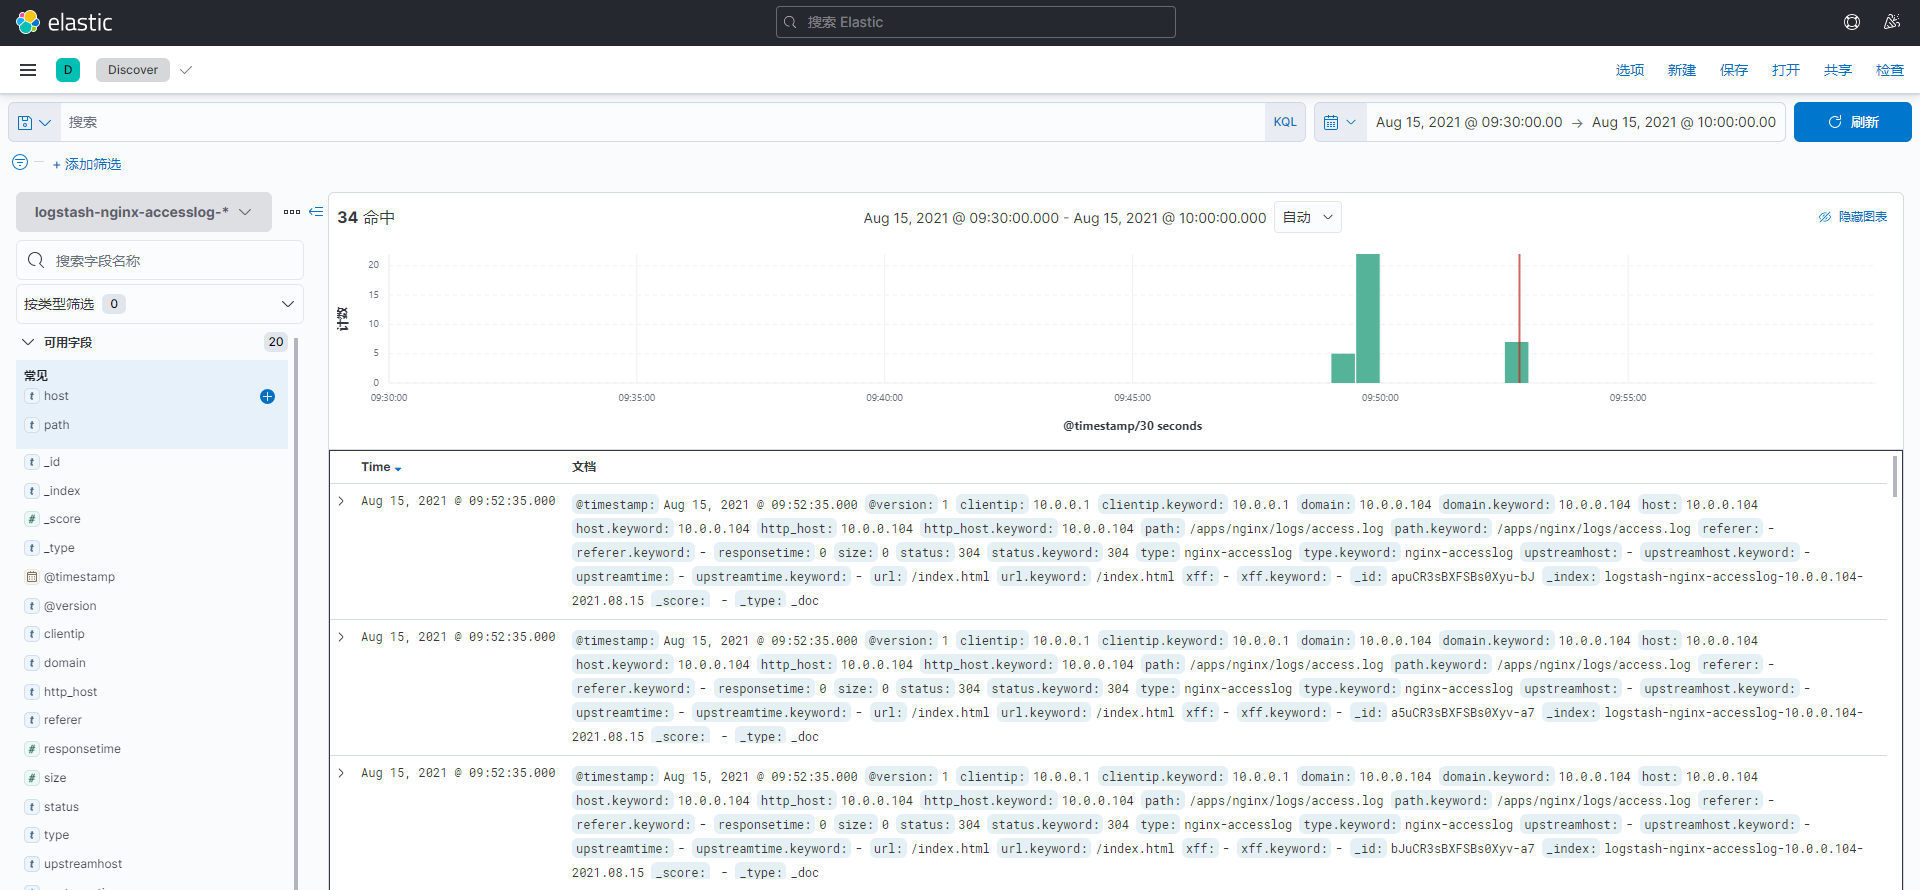 elastic
搜索 Elastic
D
Discover
选项 新建 保存 打开 共享 检查
搜索
KQL
Aug 15, 2021 @ 09:30:00.00 → Aug 15, 2021 @ 10:00:00.00
刷新
+ 添加筛选
logstash-nginx-accesslog-*
搜索字段名称
按类型筛选 0
可用字段 20
常见
t host
t path
t _id
t _index
# _score
t _type
@timestamp
t @version
t clientip
t domain
t http_host
t referer
# responsetime
# size
t status
t type
t upstreamhost
34 命中
Aug 15, 2021 @ 09:30:00.000 - Aug 15, 2021 @ 10:00:00.000
自动
隐藏图表
计数
20
15
10
5
0
09:30:00 09:35:00 09:40:00 09:45:00 09:50:00 09:55:00
@timestamp/30 seconds
Time 文档
Aug 15, 2021 @ 09:52:35.000
@timestamp: Aug 15, 2021 @ 09:52:35.000 @version: 1 clientip: 10.0.0.1 clientip.keyword: 10.0.0.1 domain: 10.0.0.104 domain.keyword: 10.0.0.104 host: 10.0.0.104
host.keyword: 10.0.0.104 http_host: 10.0.0.104 http_host.keyword: 10.0.0.104 path: /apps/nginx/logs/access.log path.keyword: /apps/nginx/logs/access.log referer: -
referer.keyword: - responsetime: 0 size: 0 status: 304 status.keyword: 304 type: nginx-accesslog type.keyword: nginx-accesslog upstreamhost: - upstreamhost.keyword: -
upstreamtime: - upstreamtime.keyword: - url: /index.html url.keyword: /index.html xff: - xff.keyword: - _id: apuCR3sBXFSBs0Xyu-bJ _index: logstash-nginx-accesslog-10.0.0.104-
2021.08.15 _score: - _type: _doc
Aug 15, 2021 @ 09:52:35.000
@timestamp: Aug 15, 2021 @ 09:52:35.000 @version: 1 clientip: 10.0.0.1 clientip.keyword: 10.0.0.1 domain: 10.0.0.104 domain.keyword: 10.0.0.104 host: 10.0.0.104
host.keyword: 10.0.0.104 http_host: 10.0.0.104 http_host.keyword: 10.0.0.104 path: /apps/nginx/logs/access.log path.keyword: /apps/nginx/logs/access.log referer: -
referer.keyword: - responsetime: 0 size: 0 status: 304 status.keyword: 304 type: nginx-accesslog type.keyword: nginx-accesslog upstreamhost: - upstreamhost.keyword: -
upstreamtime: - upstreamtime.keyword: - url: /index.html url.keyword: /index.html xff: - xff.keyword: - _id: a5uCR3sBXFSBs0Xyv-a7 _index: logstash-nginx-accesslog-10.0.0.104-
2021.08.15 _score: - _type: _doc
Aug 15, 2021 @ 09:52:35.000
@timestamp: Aug 15, 2021 @ 09:52:35.000 @version: 1 clientip: 10.0.0.1 clientip.keyword: 10.0.0.1 domain: 10.0.0.104 domain.keyword: 10.0.0.104 host: 10.0.0.104
host.keyword: 10.0.0.104 http_host: 10.0.0.104 http_host.keyword: 10.0.0.104 path: /apps/nginx/logs/access.log path.keyword: /apps/nginx/logs/access.log referer: -
referer.keyword: - responsetime: 0 size: 0 status: 304 status.keyword: 304 type: nginx-accesslog type.keyword: nginx-accesslog upstreamhost: - upstreamhost.keyword: -
upstreamtime: - upstreamtime.keyword: - url: /index.html url.keyword: /index.html xff: - xff.keyword: - _id: bJuCR3sBXFSBs0Xyv-a7 _index: logstash-nginx-accesslog-10.0.0.104-
2021.08.15 _score: - _type: _doc